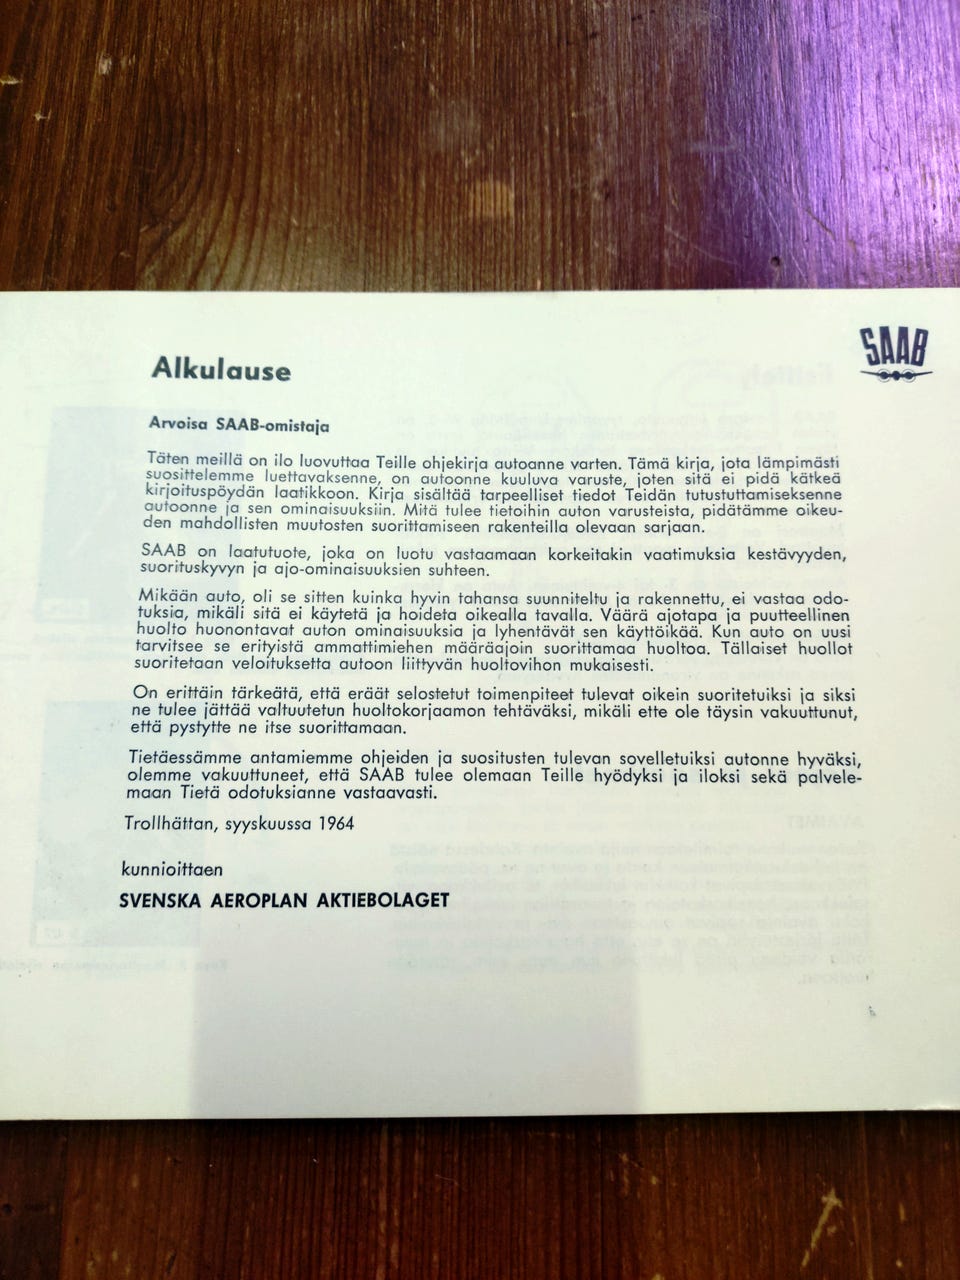 SAAB
Alkulause
Arvoisa SAAB-omistaja
Täten meillä on ilo luovuttaa Teille ohjekirja autoanne varten. Tämä kirja, jota lämpimästi
suosittelemme luettavaksenne, on autoonne kuuluva varuste, joten sitä ei pidä kätkeä
kirjoituspöydän laatikkoon. Kirja sisältää tarpeelliset tiedot Teidän tutustuttamiseksenne
autoonne ja sen ominaisuuksiin. Mitä tulee tietoihin auton varusteista, pidätämme oikeu-
den mahdollisten muutosten suorittamiseen rakenteilla olevaan sarjaan.
SAAB on laatutuote, joka on luotu vastaamaan korkeitakin vaatimuksia kestävyyden,
suorituskyvyn ja ajo-ominaisuuksien suhteen.
Mikään auto, oli se sitten kuinka hyvin tahansa suunniteltu ja rakennettu, ei vastaa odo-
tuksia, mikäli sitä ei käytetä ja hoideta oikealla tavalla. Väärä ajotapa ja puutteellinen
huolto huonontavat auton ominaisuuksia ja lyhentävät sen käyttöikää. Kun auto on uusi
tarvitsee se erityistä ammattimiehen määräajoin suorittamaa huoltoa. Tällaiset huollot
suoritetaan veloituksetta autoon liittyvän huoltovihon mukaisesti.
On erittäin tärkeätä, että eräät selostetut toimenpiteet tulevat oikein suoritetuiksi ja siksi
ne tulee jättää valtuutetun huoltokorjaamon tehtäväksi, mikäli ette ole täysin vakuuttunut,
että pystytte ne itse suorittamaan.
Tietäessämme antamiemme ohjeiden ja suositusten tulevan sovelletuiksi autonne hyväksi,
olemme vakuuttuneet, että SAAB tulee olemaan Teille hyödyksi ja iloksi sekä palvele-
maan Tietä odotuksianne vastaavasti.
Trollhättan, syyskuussa 1964
kunnioittaen
SVENSKA AEROPLAN AKTIEBOLAGET